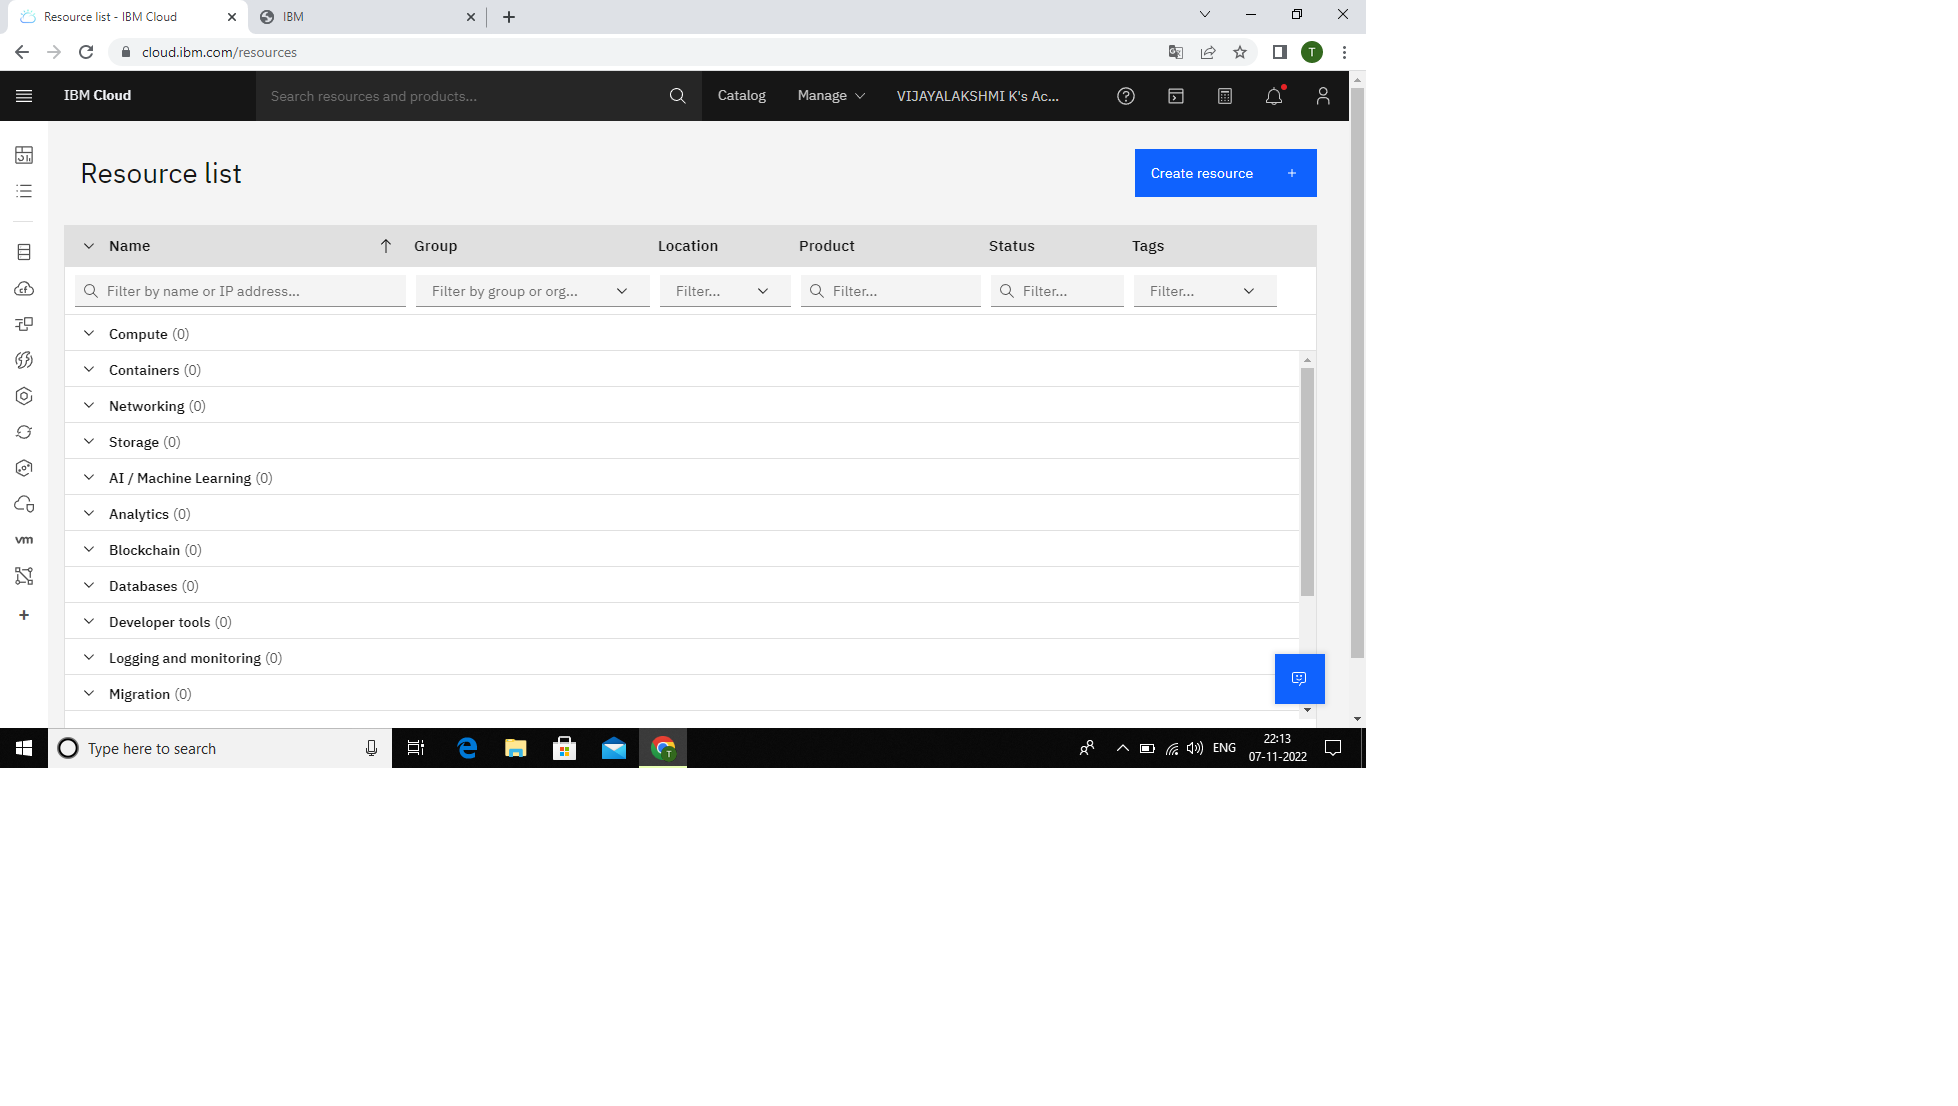 Resource list - IBM Cloud
IBM
cloud.ibm.com/resources
T
IBM Cloud
Search resources and products...
Catalog
Manage
VIJAYALAKSHMI K's Ac...
Resource list
Create resource +
Name
Group
Location
Product
Status
Tags
Filter by name or IP address...
Filter by group or org...
Filter...
Filter...
Filter...
Filter...
Compute (0)
Containers (0)
Networking (0)
Storage (0)
AI / Machine Learning (0)
Analytics (0)
Blockchain (0)
Databases (0)
Developer tools (0)
Logging and monitoring (0)
Migration (0)
cf
vm
+
Type here to search
T
ENG
22:13
07-11-2022